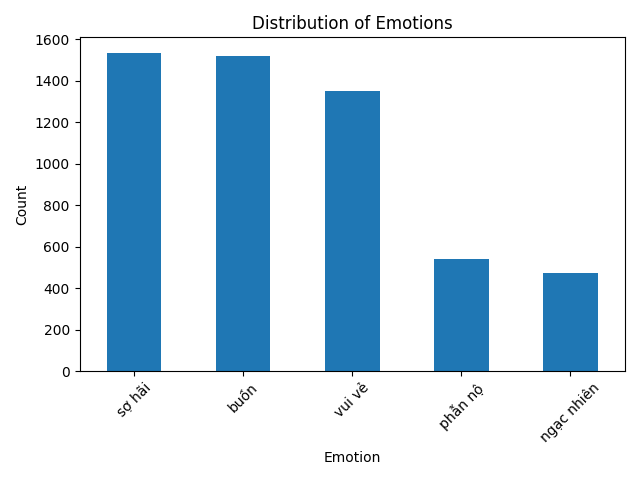 Distribution of Emotions
1600
1400
1200
1000
800
600
400
200
0
Count
sợ hãi
buồn
vui vẻ
phẫn nộ
ngạc nhiên
Emotion